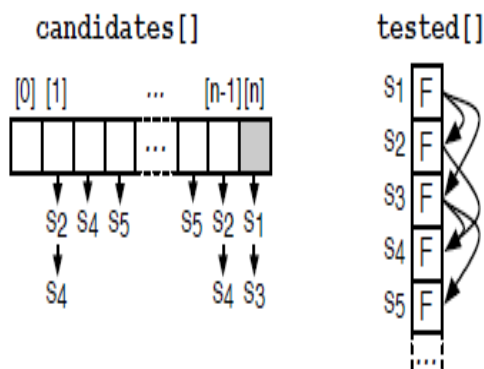 candidates[] tested[]
[0] [1] ... [n-1] [n]
...
S2 S4 S5 S5 S2 S1
S4 S4 S3
S1 F
S2 F
S3 F
S4 F
S5 F
...